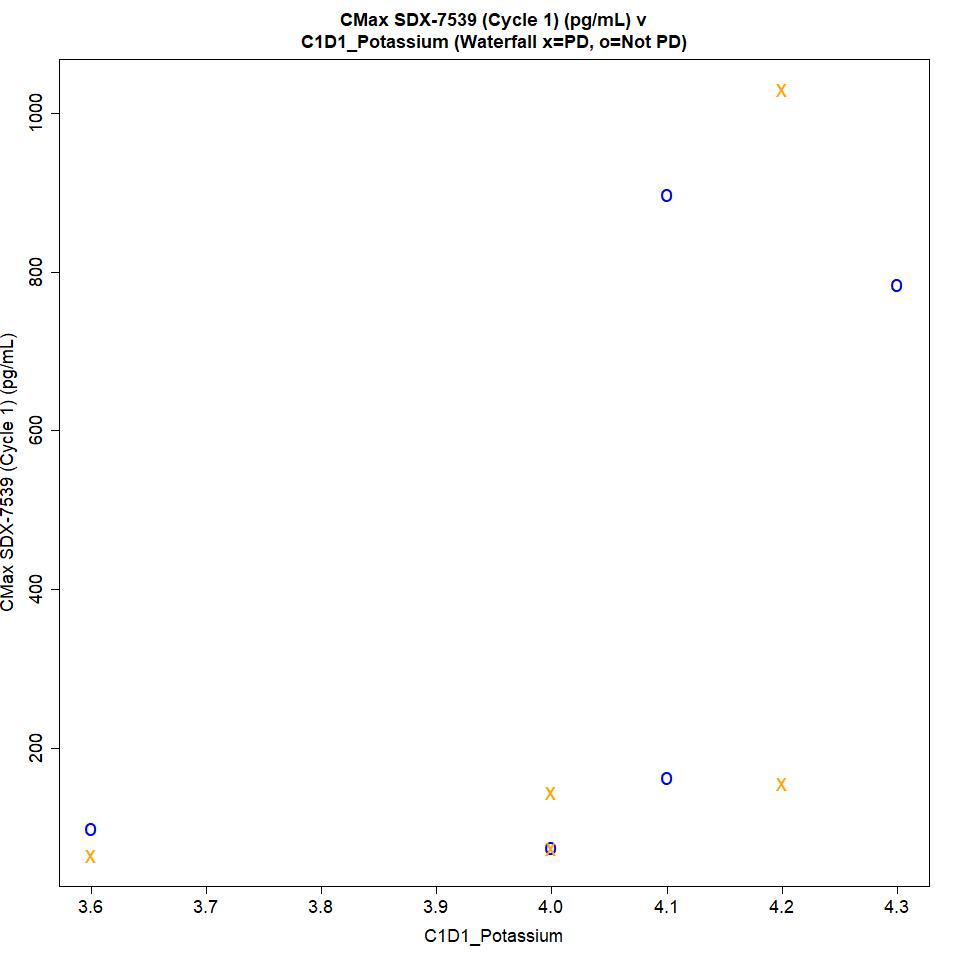 CMax SDX-7539 (Cycle 1) (pg/mL) v
C1D1_Potassium (Waterfall x=PD, o=Not PD)
CMax SDX-7539 (Cycle 1) (pg/mL)
1000
800
600
400
200
x
o
o
o
x
x
o
x
o
x
x
3.6
3.7
3.8
3.9
4.0
4.1
4.2
4.3
C1D1_Potassium